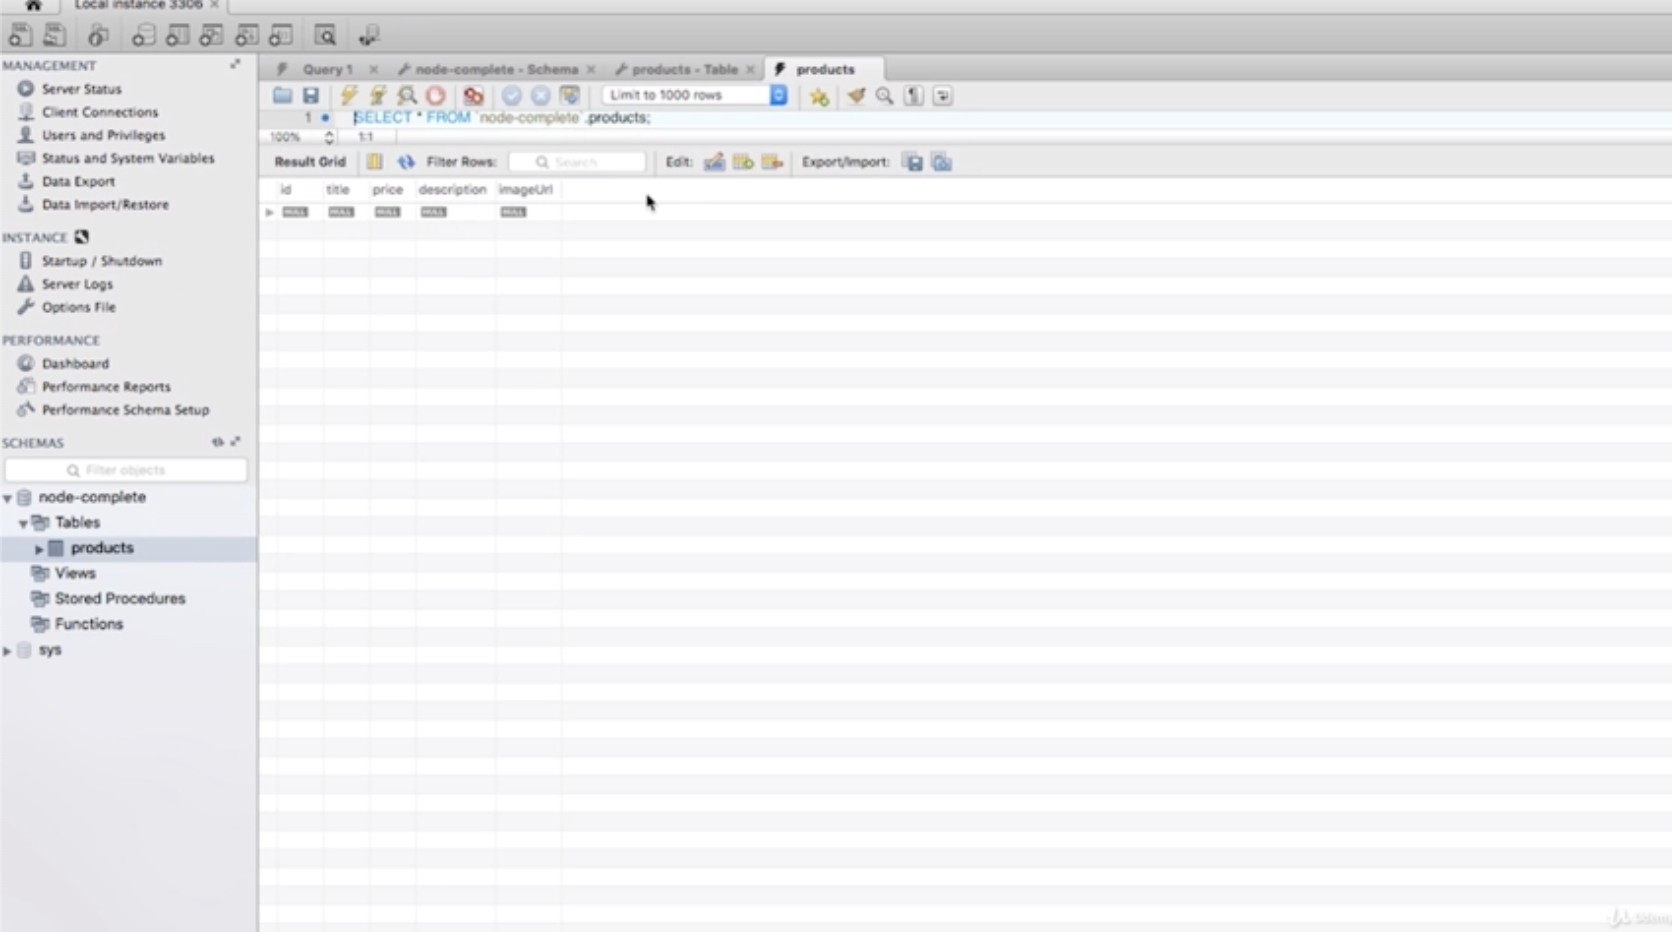 Local instance 3306
MANAGEMENT
Server Status
Client Connections
Users and Privileges
Status and System Variables
Data Export
Data Import/Restore
INSTANCE
Startup / Shutdown
Server Logs
Options File
PERFORMANCE
Dashboard
Performance Reports
Performance Schema Setup
SCHEMAS
Filter objects
node-complete
Tables
products
Views
Stored Procedures
Functions
sys
Query 1 node-complete - Schema products - Table products
Limit to 1000 rows
1 SELECT * FROM `node-complete`.products;
100% 1:1
Result Grid Filter Rows: Search Edit: Export/Import:
id title price description imageUrl
NULL NULL NULL NULL NULL